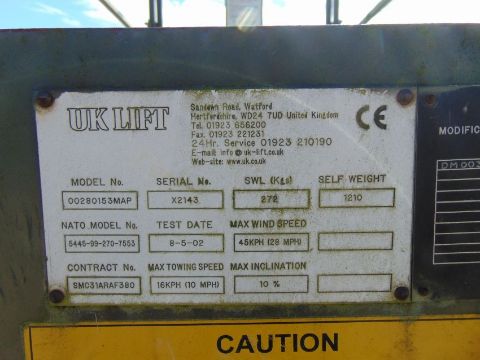 UK LIFT
Sandown Road, Watford
Hertfordshire, WD24 7UD United Kingdom
Tel. 01923 656200
Fax. 01923 221231
24Hr. Service 01923 210190
E-mail: info @ uk-lift.co.uk
Web-site: www.uk.co.uk
CE
MODEL No. SERIAL No. SWL (Kgs) SELF WEIGHT
00280153MAP X2143 272 1210
NATO. MODEL No. TEST DATE MAX WIND SPEED
5445-99-270-7553 8-5-02 45KPH (28 MPH)
CONTRACT No. MAX TOWING SPEED MAX INCLINATION
SMC31ARAF380 16KPH (10 MPH) 10 %
MODIFIC
DM003
CAUTION